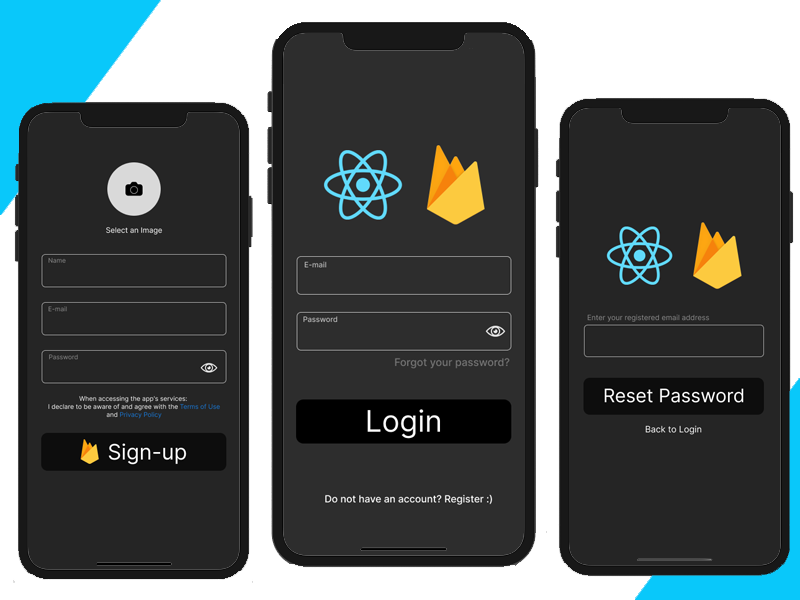 Select an Image
Name
E-mail
Password
When accessing the app's services:
I declare to be aware of and agree with the Terms of Use
and Privacy Policy
Sign-up
E-mail
Password
Forgot your password?
Login
Do not have an account? Register :)
Enter your registered email address
Reset Password
Back to Login